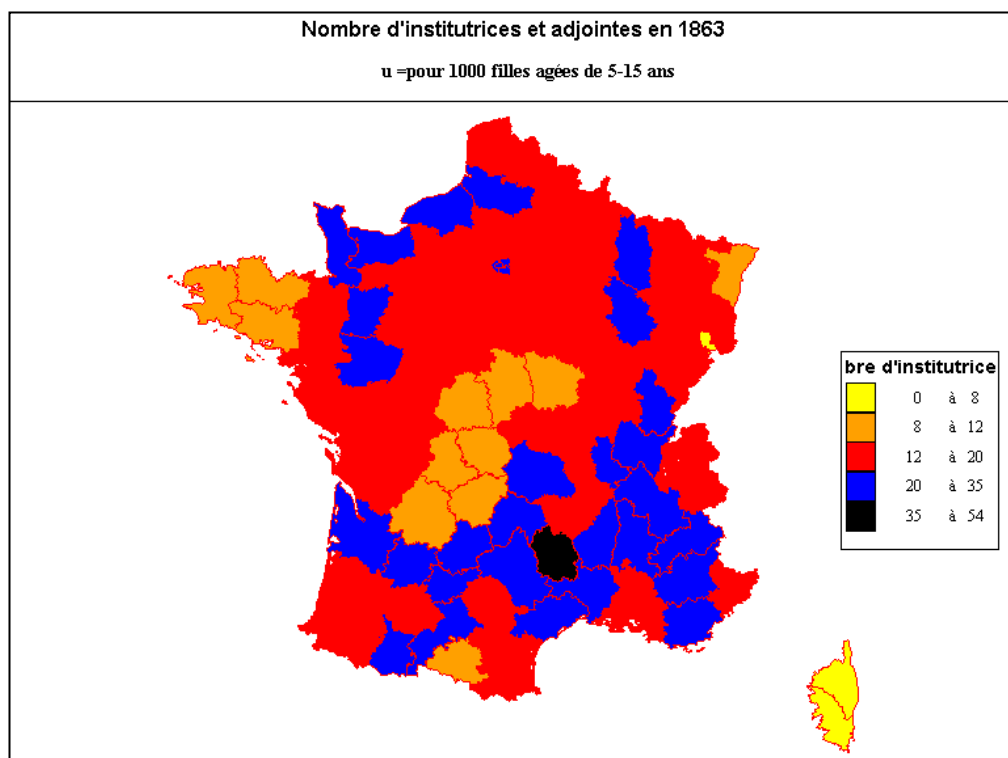 Nombre d'institutrices et adjointes en 1863
u =pour 1000 filles agées de 5-15 ans
bre d'institutrice
0 à 8
8 à 12
12 à 20
20 à 35
35 à 54